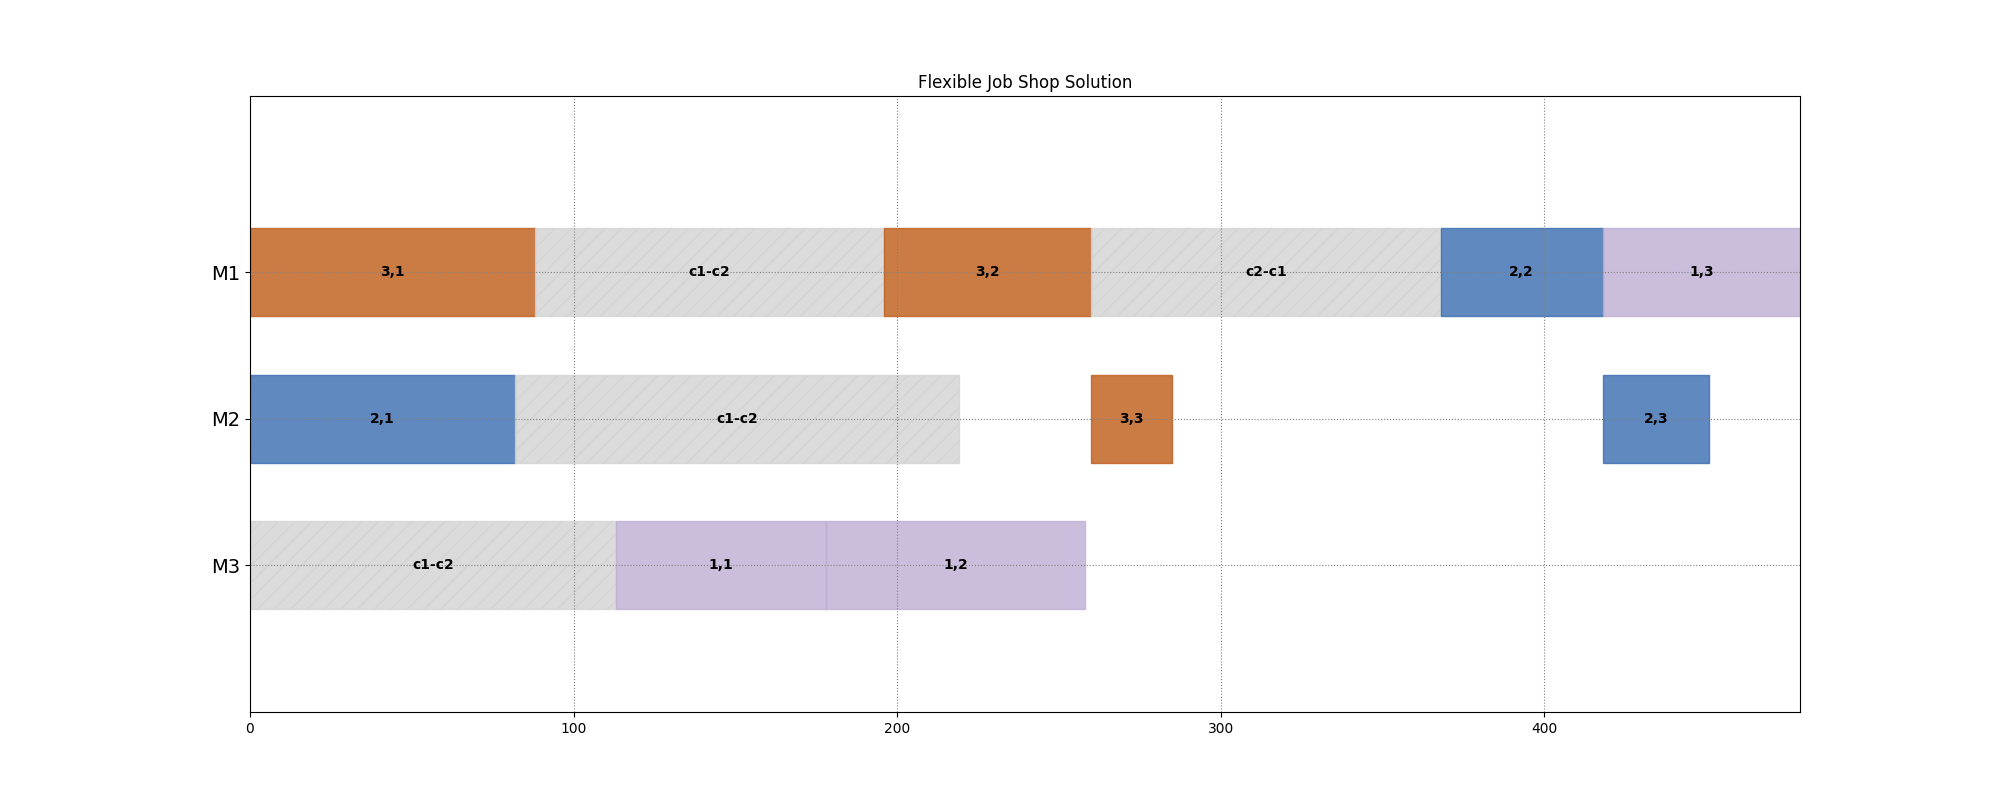 Flexible Job Shop Solution
M1 3,1 c1-c2 3,2 c2-c1 2,2 1,3
M2 2,1 c1-c2 3,3 2,3
M3 c1-c2 1,1 1,2
0 100 200 300 400